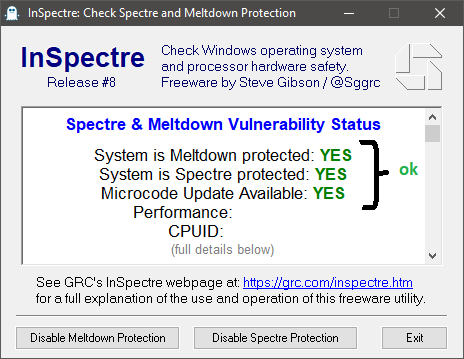 InSpectre: Check Spectre and Meltdown Protection
InSpectre
Release #8
Check Windows operating system
and processor hardware safety.
Freeware by Steve Gibson / @Sggrc
Spectre & Meltdown Vulnerability Status
System is Meltdown protected: YES
System is Spectre protected: YES
Microcode Update Available: YES
ok
Performance:
CPUID:
(full details below)
See GRC's InSpectre webpage at: https://grc.com/inspectre.htm
for a full explanation of the use and operation of this freeware utility.
Disable Meltdown Protection
Disable Spectre Protection
Exit